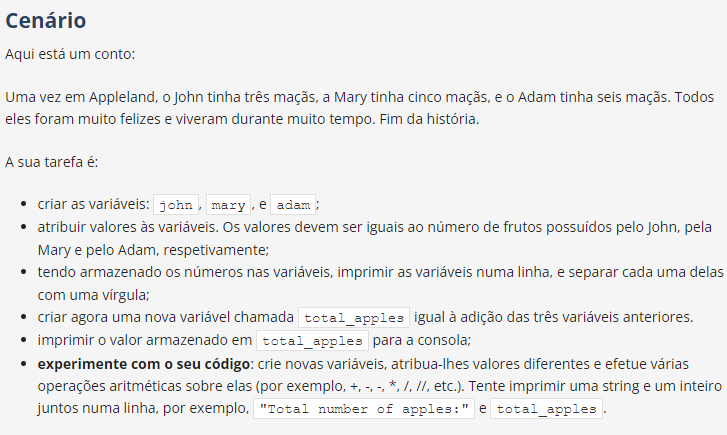 Cenário
Aqui está um conto:
Uma vez em Appleland, o John tinha três maçãs, a Mary tinha cinco maçãs, e o Adam tinha seis maçãs. Todos
eles foram muito felizes e viveram durante muito tempo. Fim da história.
A sua tarefa é:
criar as variáveis: john, mary, e adam;
atribuir valores às variáveis. Os valores devem ser iguais ao número de frutos possuídos pelo John, pela
Mary e pelo Adam, respetivamente;
tendo armazenado os números nas variáveis, imprimir as variáveis numa linha, e separar cada uma delas
com uma vírgula;
criar agora uma nova variável chamada total_apples igual à adição das três variáveis anteriores.
imprimir o valor armazenado em total_apples para a consola;
experimente com o seu código: crie novas variáveis, atribua-lhes valores diferentes e efetue várias
operações aritméticas sobre elas (por exemplo, +, -, -, *, /, //, etc.). Tente imprimir uma string e um inteiro
juntos numa linha, por exemplo, "Total number of apples:" e total_apples.